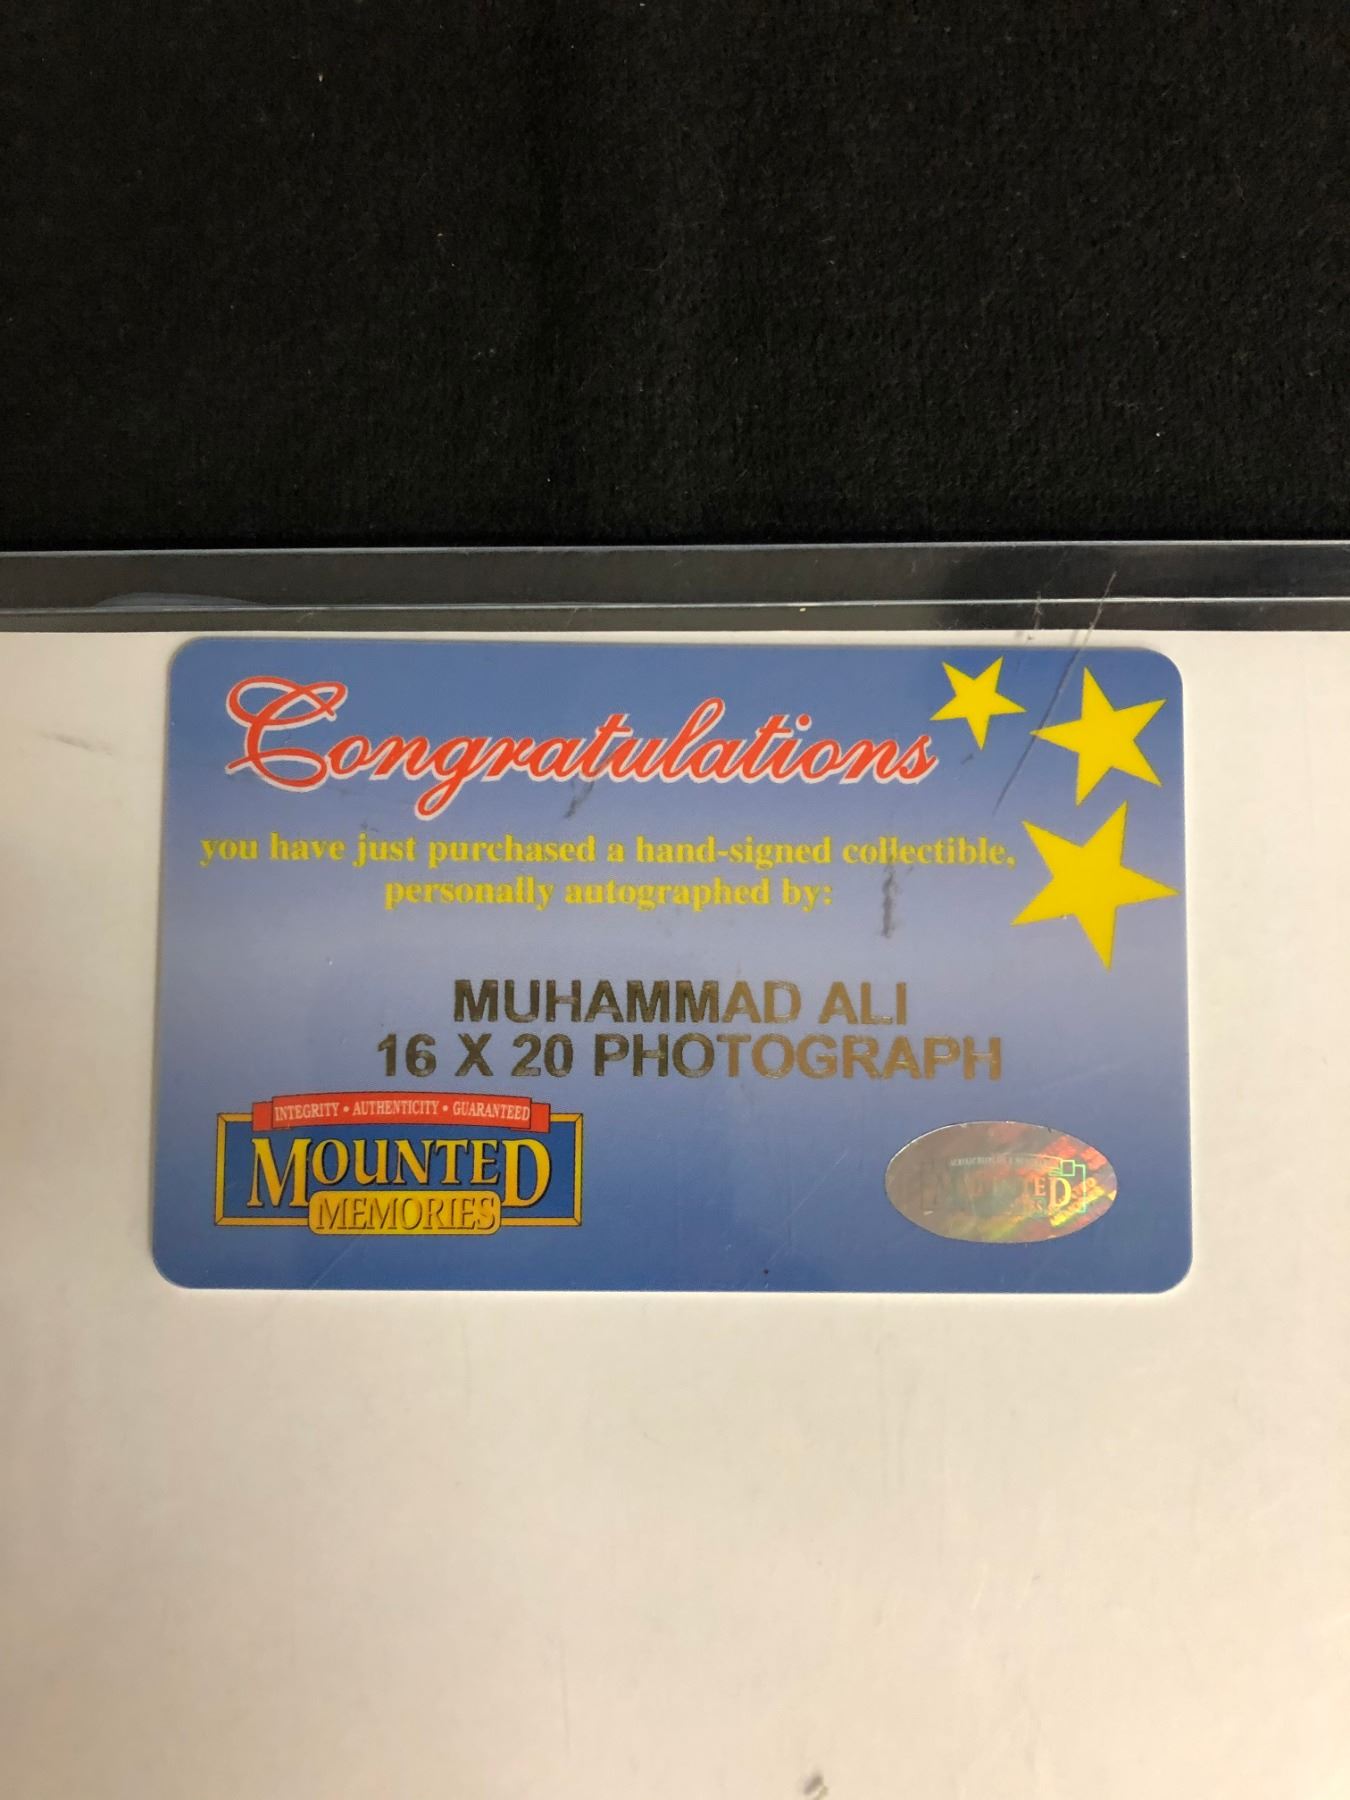 Congratulations
you have just purchased a hand-signed collectible,
personally autographed by:
MUHAMMAD ALI
16 X 20 PHOTOGRAPH
INTEGRITY • AUTHENTICITY • GUARANTEED
MOUNTED
MEMORIES